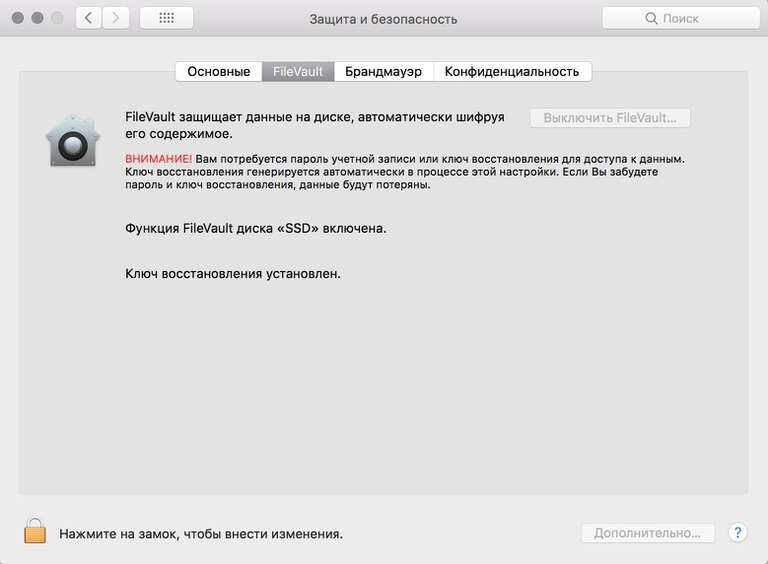 Защита и безопасность
Поиск
Основные
FileVault
Брандмауэр
Конфиденциальность
FileVault защищает данные на диске, автоматически шифруя
его содержимое.
Выключить FileVault...
ВНИМАНИЕ! Вам потребуется пароль учетной записи или ключ восстановления для доступа к данным.
Ключ восстановления генерируется автоматически в процессе этой настройки. Если Вы забудете
пароль и ключ восстановления, данные будут потеряны.
Функция FileVault диска «SSD» включена.
Ключ восстановления установлен.
Нажмите на замок, чтобы внести изменения.
Дополнительно...
?